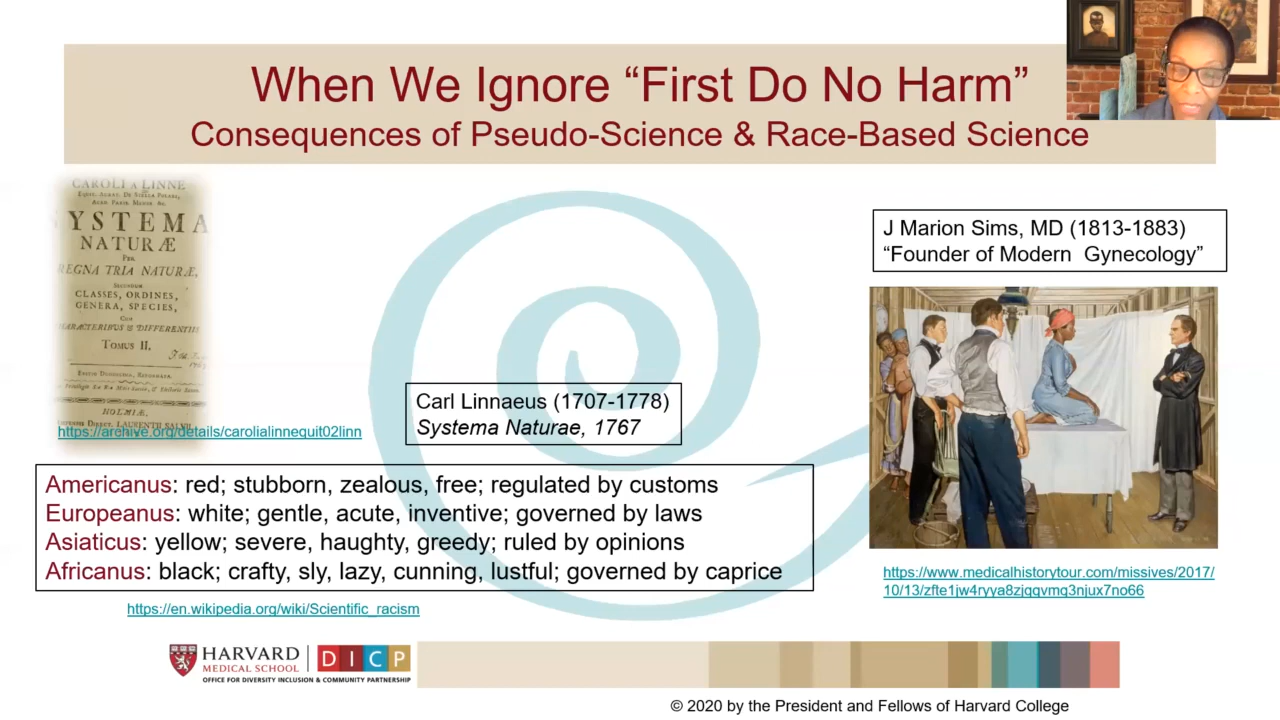 When We Ignore “First Do No Harm”
Consequences of Pseudo-Science & Race-Based Science
CAROLI A LINNE
YSTEMA
NATURÆ
PER
REGNA TRIA NATURÆ,
SECUNDUM
CLASSES, ORDINES,
GENERA, SPECIES,
CUM
TOMUS II,
HOLMIÆ,
https://archive.org/details/carolialinnequit02linn
Carl Linnaeus (1707-1778)
Systema Naturae, 1767
Americanus: red; stubborn, zealous, free; regulated by customs
Europeanus: white; gentle, acute, inventive; governed by laws
Asiaticus: yellow; severe, haughty, greedy; ruled by opinions
Africanus: black; crafty, sly, lazy, cunning, lustful; governed by caprice
https://en.wikipedia.org/wiki/Scientific_racism
J Marion Sims, MD (1813-1883)
“Founder of Modern Gynecology”
https://www.medicalhistorytour.com/missives/2017/
10/13/zfte1jw4ryya8zjqqvmq3njux7no66
HARVARD
MEDICAL SCHOOL
DICP
OFFICE FOR DIVERSITY INCLUSION & COMMUNITY PARTNERSHIP
© 2020 by the President and Fellows of Harvard College